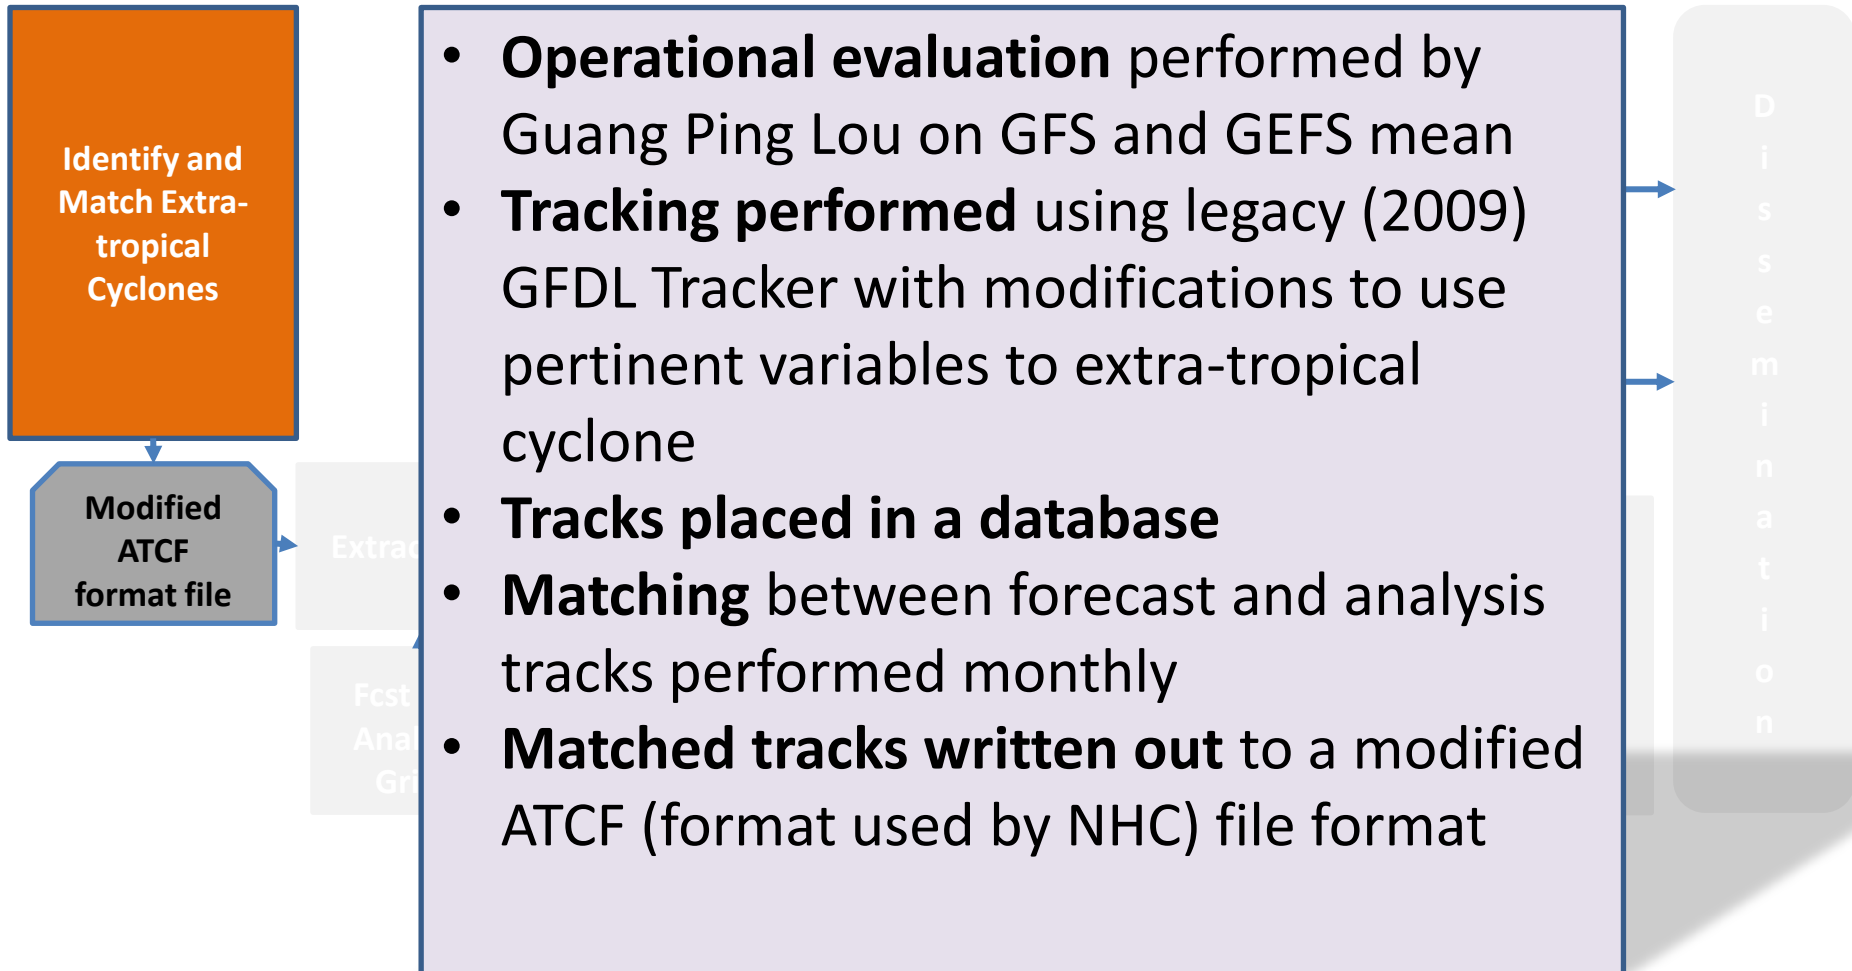 Identify and
Match Extra-
tropical
Cyclones
Modified
ATCF
format file
Fcst
• Operational evaluation performed by
Guang Ping Lou on GFS and GEFS mean
• Tracking performed using legacy (2009)
GFDL Tracker with modifications to use
pertinent variables to extra-tropical
cyclone
• Tracks placed in a database
• Matching between forecast and analysis
tracks performed monthly
• Matched tracks written out to a modified
ATCF (format used by NHC) file format
D
i
s
s
e
m
i
n
a
t
i
o
n